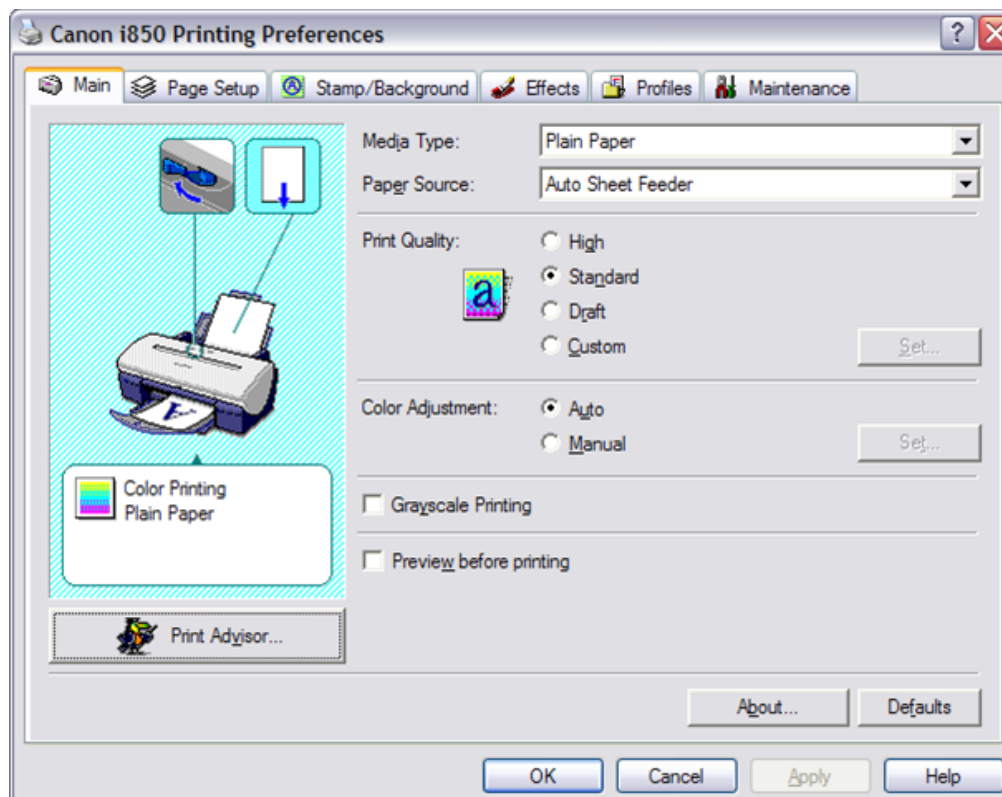 Canon i850 Printing Preferences
Main Page Setup Stamp/Background Effects Profiles Maintenance
Media Type: Plain Paper
Paper Source: Auto Sheet Feeder
Print Quality: High
Standard
Draft
Custom Set...
Color Adjustment: Auto
Manual Set...
Grayscale Printing
Preview before printing
Color Printing
Plain Paper
Print Advisor...
About... Defaults
OK Cancel Apply Help